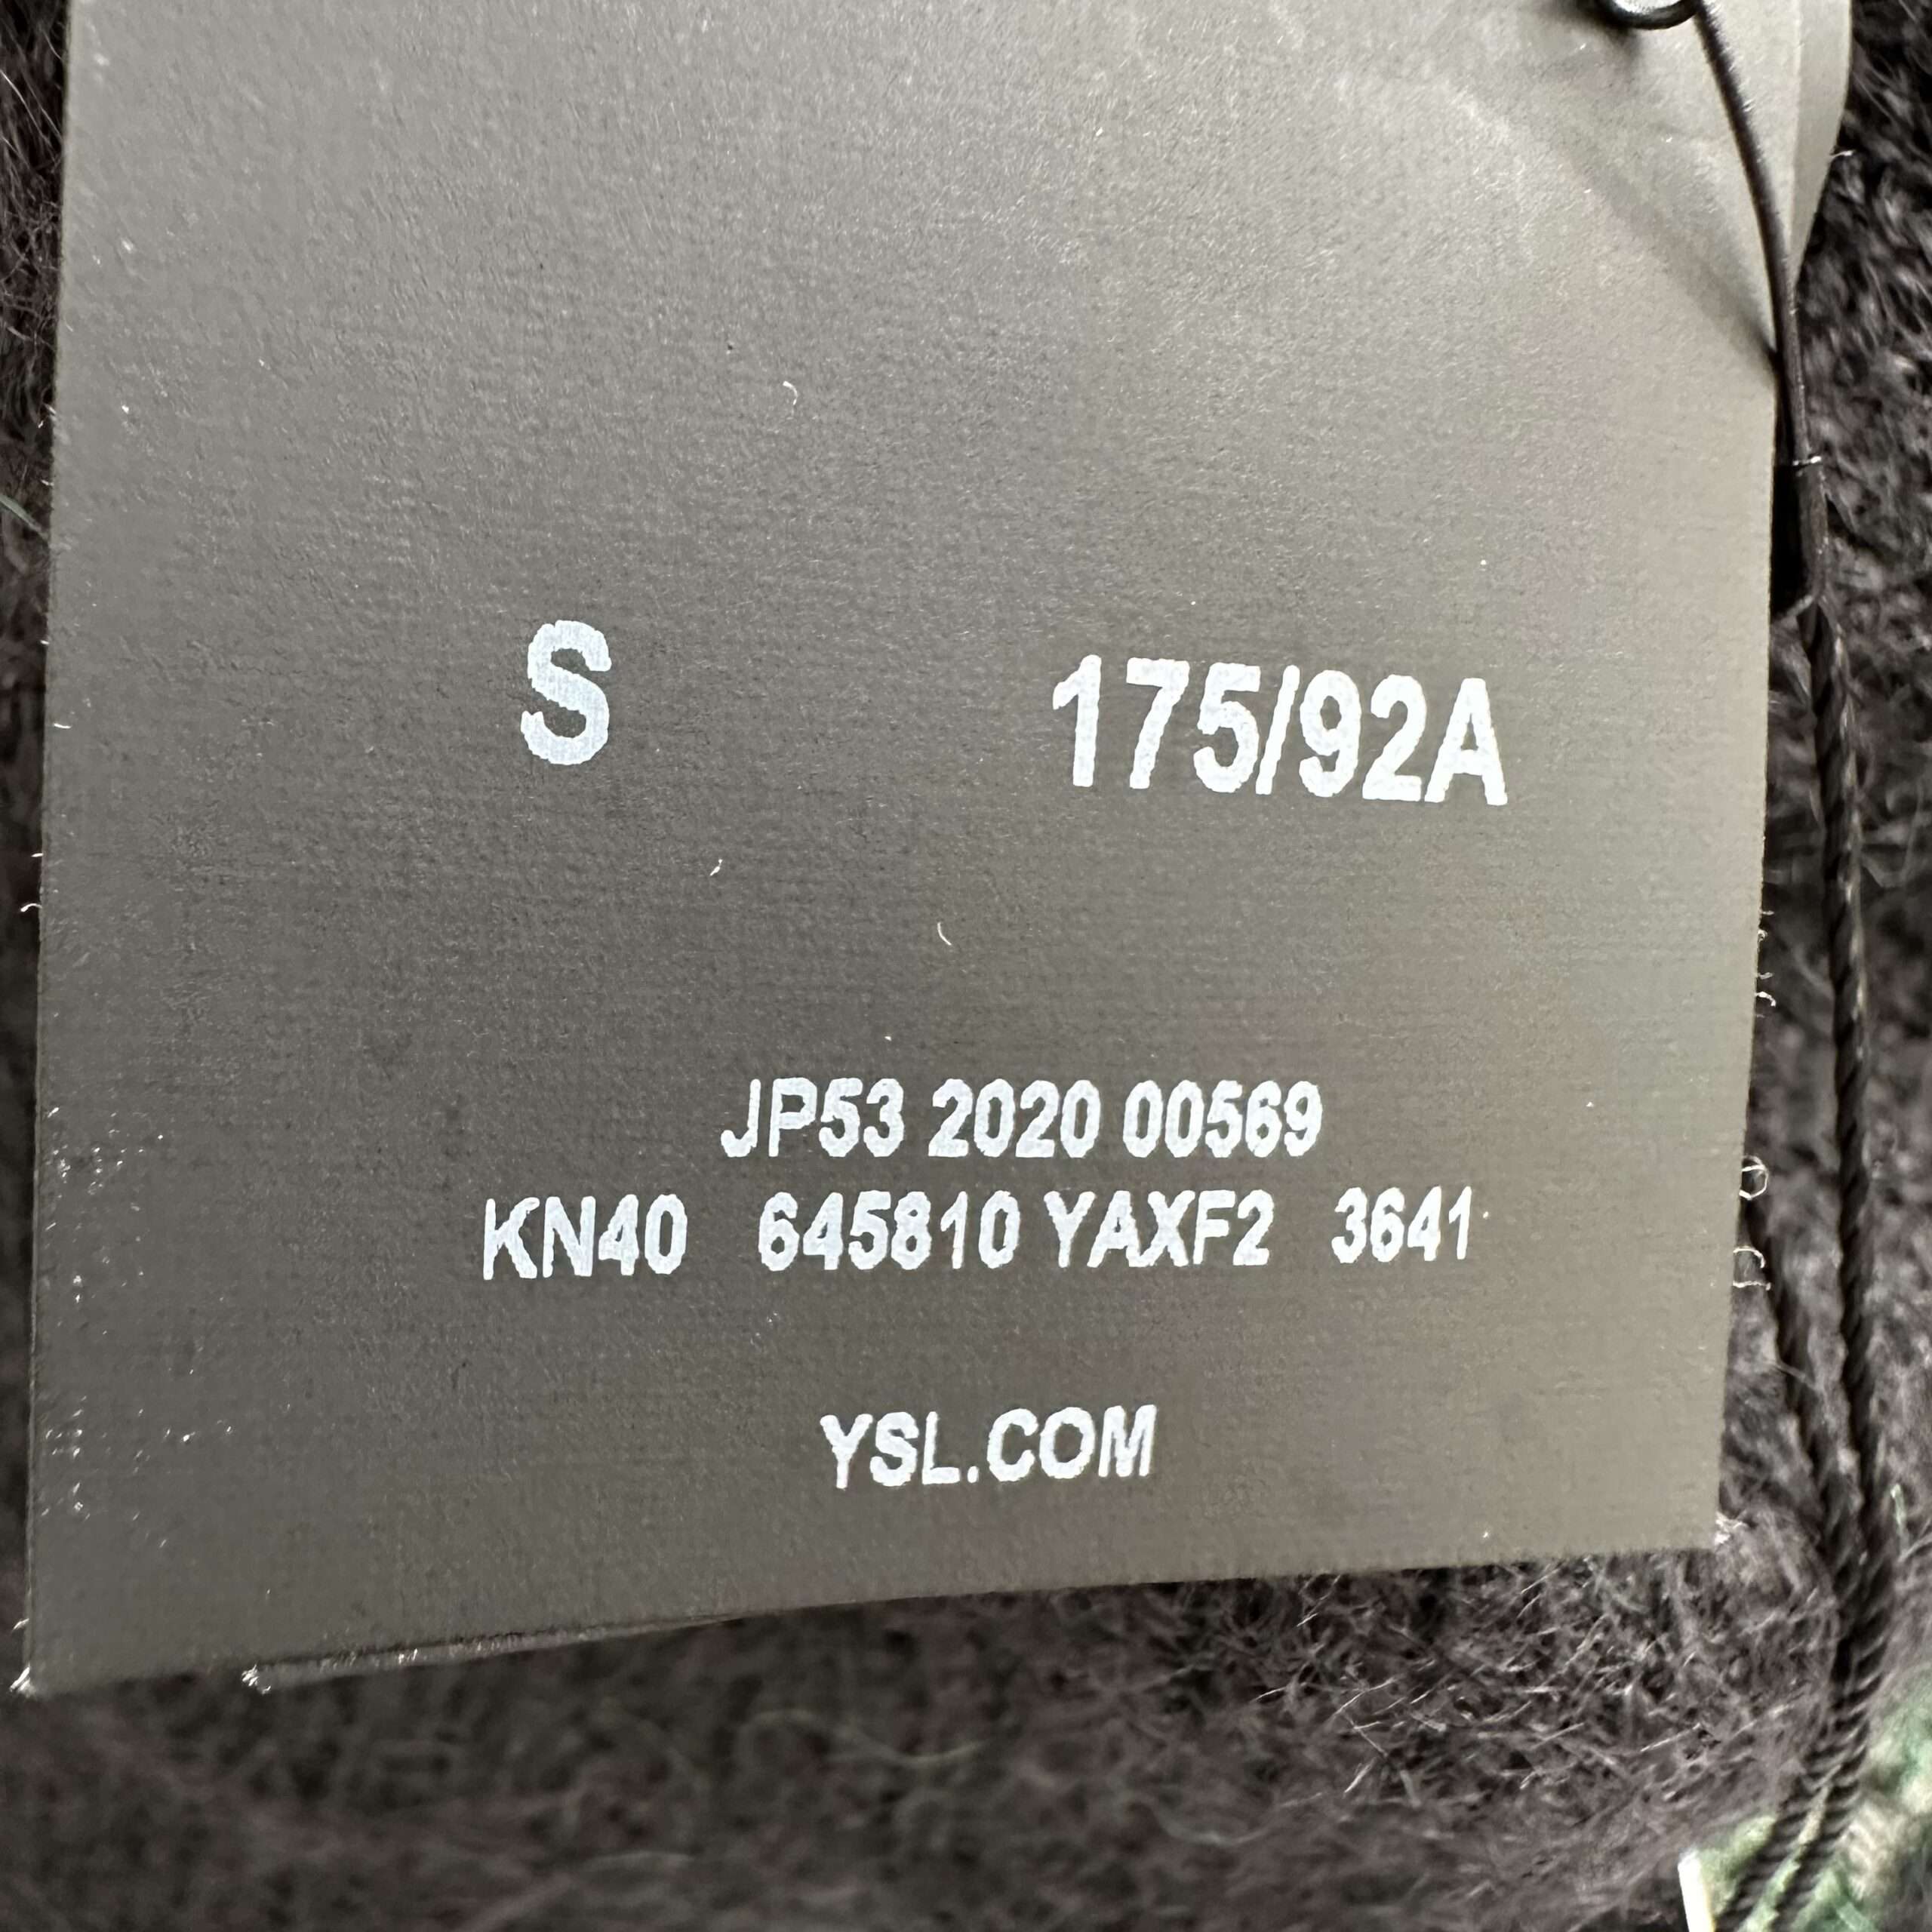 S 175/92A
JP53 2020 00569
KN40 645810 YAXF2 3641
YSL.COM